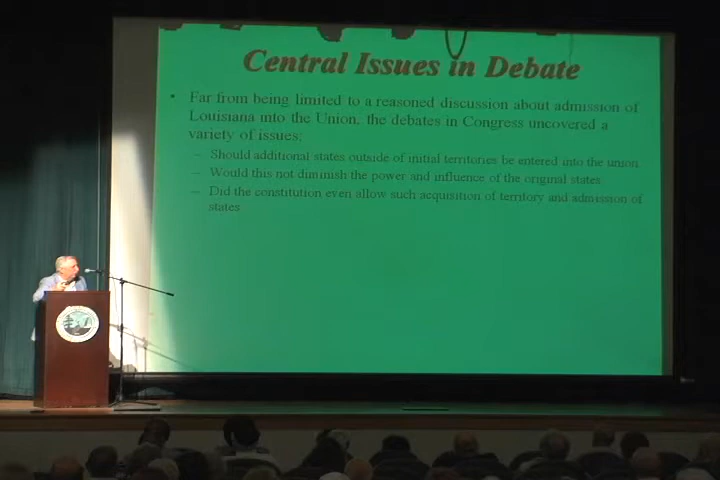 Central Issues in Debate
• Far from being limited to a reasoned discussion about admission of
Louisiana into the Union, the debates in Congress uncovered a
variety of issues:
– Should additional states outside of initial territories be entered into the union
– Would this not diminish the power and influence of the original states
– Did the constitution even allow such acquisition of territory and admission of
states